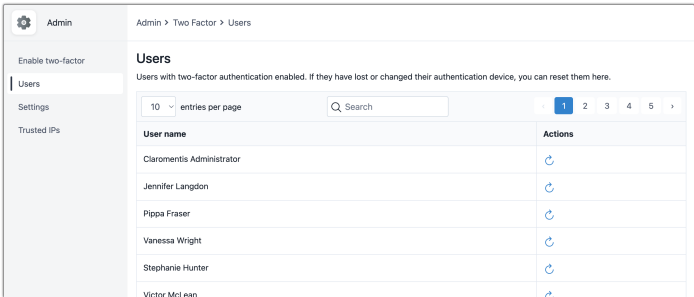 Admin
Admin > Two Factor > Users
Enable two-factor
Users
Settings
Trusted IPs
Users
Users with two-factor authentication enabled. If they have lost or changed their authentication device, you can reset them here.
10 entries per page
Search
‹ 1 2 3 4 5 ›
User name Actions
Claromentis Administrator
Jennifer Langdon
Pippa Fraser
Vanessa Wright
Stephanie Hunter
Victor McLean